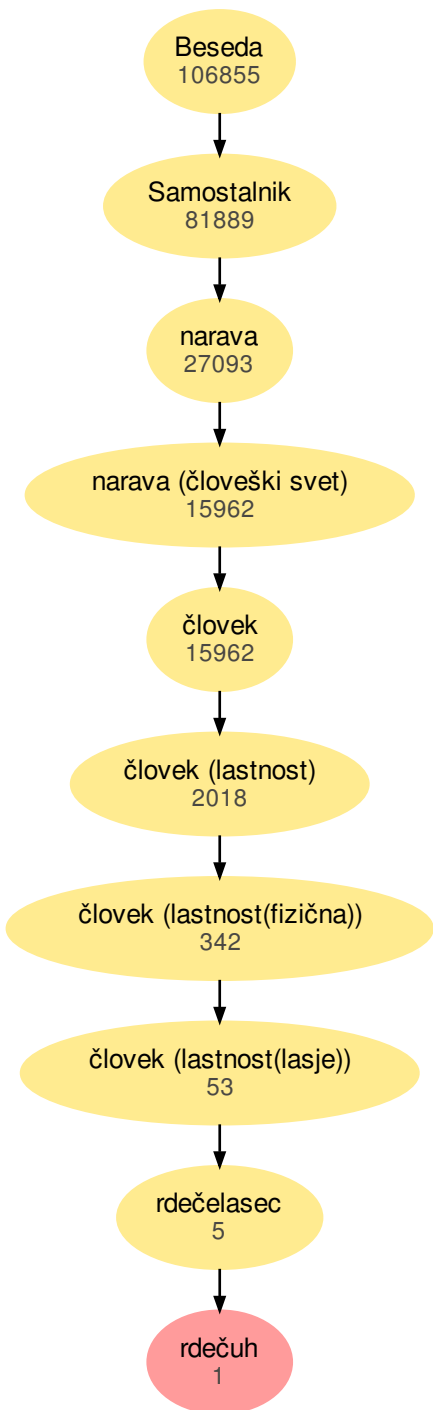 Beseda
106855
Samostalnik
81889
narava
27093
narava (človeški svet)
15962
človek
15962
človek (lastnost)
2018
človek (lastnost(fizična))
342
človek (lastnost(lasje))
53
rdečelasec
5
rdečuh
1